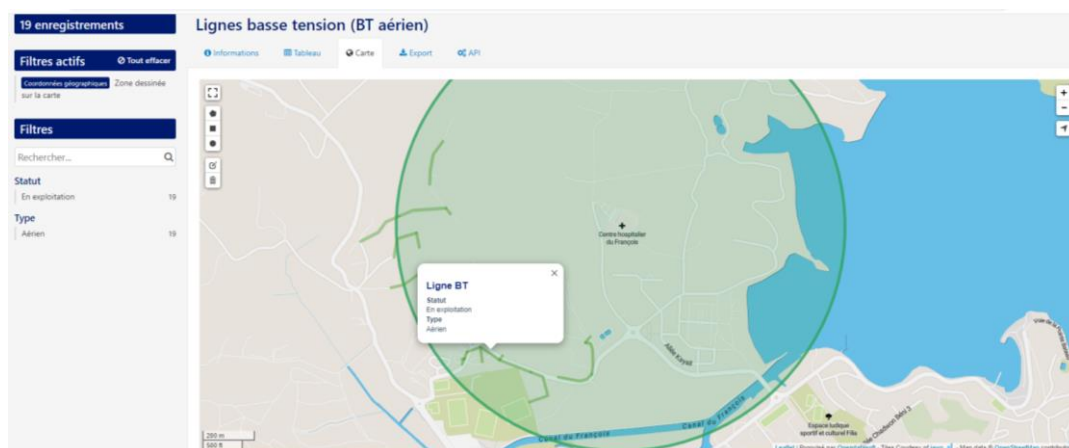 19 enregistrements
Lignes basse tension (BT aérien)
Filtres actifs
Tout effacer
Informations
Tableau
Carte
Export
API
Coordonnées géographiques Zone dessinée
sur la carte
Filtres
Rechercher...
Statut
En exploitation 19
Type
Aérien 19
Centre hospitalier
du François
Ligne BT
Statut
En exploitation
Type
Aérien
Allée Kayali
Canal du François
Canal du François
Espace ludique
sportif et culturel Filia
200 m
500 ft